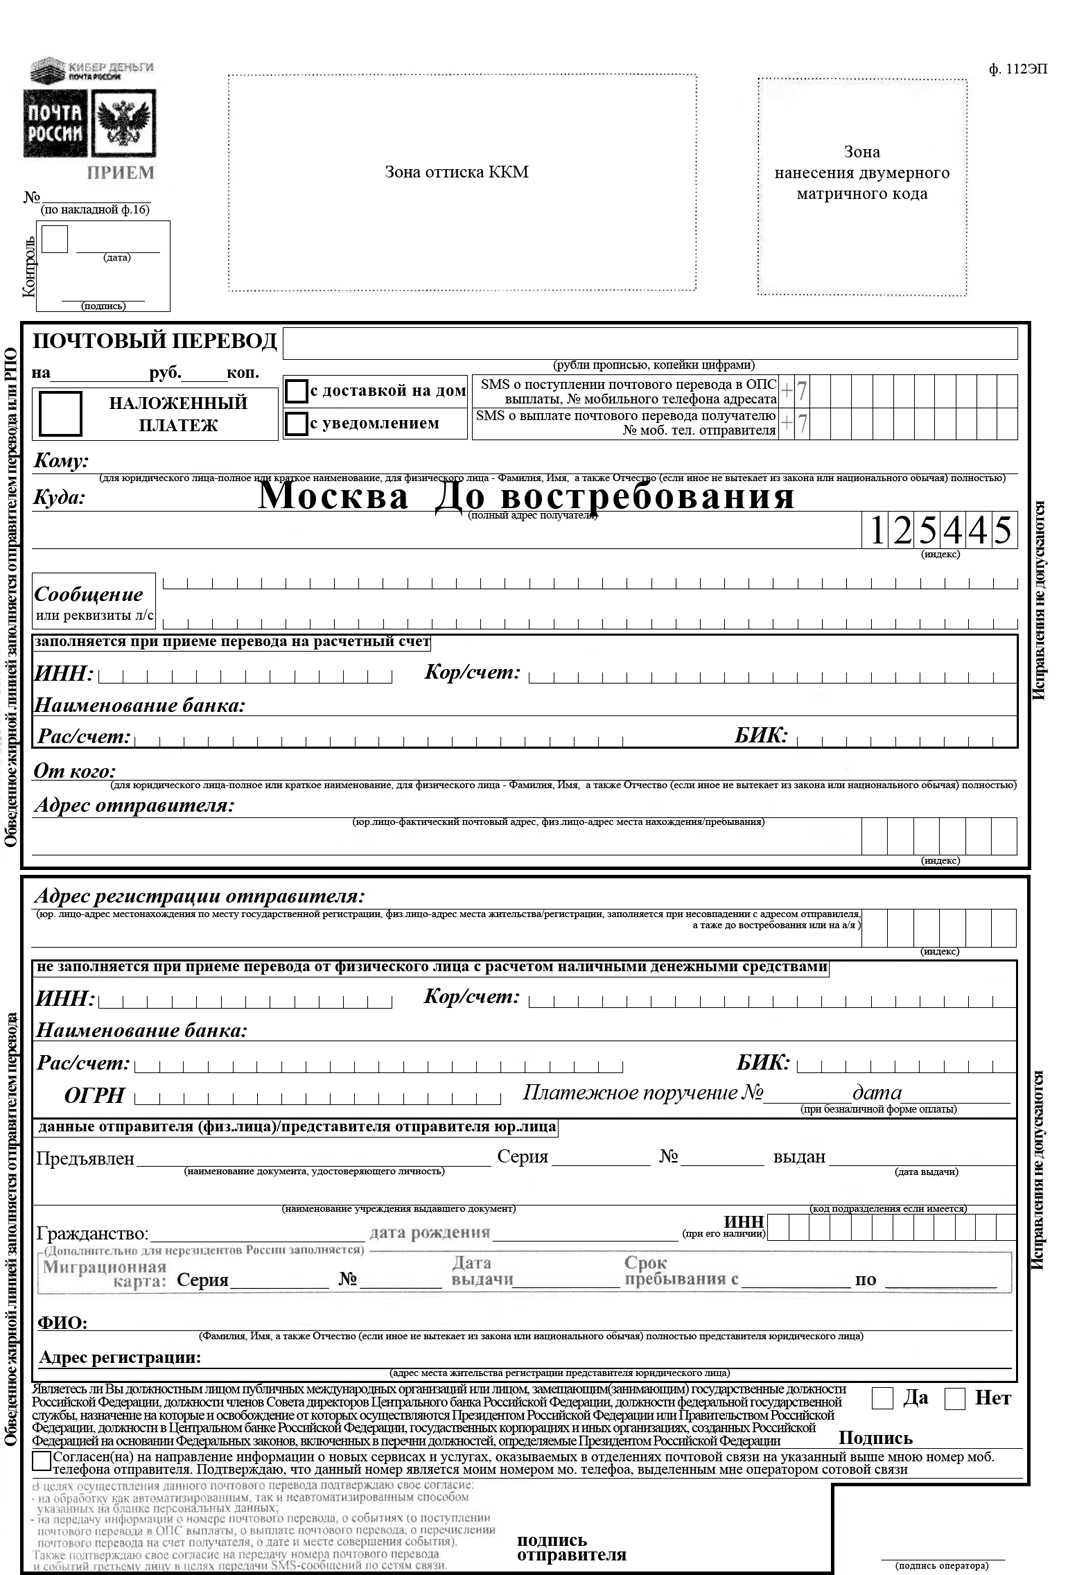 КИБЕР ДЕНЬГИ
ПОЧТА РОССИИ
ф. 112ЭП
ПОЧТА
РОССИИ
ПРИЕМ
Зона оттиска ККМ
Зона
нанесения двумерного
матричного кода
№
(по накладной ф.16)
Контроль
(дата)
(подпись)
Обведенное жирной линией заполняется отправителем перевода или РПО
ПОЧТОВЫЙ ПЕРЕВОД
(рубли прописью, копейки цифрами)
на руб. коп.
НАЛОЖЕННЫЙ
ПЛАТЕЖ
с доставкой на дом
с уведомлением
SMS о поступлении почтового перевода в ОПС
выплаты, № мобильного телефона адресата +7
SMS о выплате почтового перевода получателю
№ моб. тел. отправителя +7
Кому:
(для юридического лица-полное или краткое наименование, для физического лица - Фамилия, Имя, а также Отчество (если иное не вытекает из закона или национального обычая) полностью)
Куда: Москва До востребования
(полный адрес получателя)
125445
(индекс)
Исправления не допускаются
Сообщение
или реквизиты л/с
заполняется при приеме перевода на расчетный счет
ИНН: Кор/счет:
Наименование банка:
Рас/счет: БИК:
От кого:
(для юридического лица-полное или краткое наименование, для физического лица - Фамилия, Имя, а также Отчество (если иное не вытекает из закона или национального обычая) полностью)
Адрес отправителя:
(юр.лицо-фактический почтовый адрес, физ.лицо-адрес места нахождения/пребывания)
(индекс)
Обведенное жирной линией заполняется отправителем перевода
Адрес регистрации отправителя:
(юр. лицо-адрес местонахождения по месту государственной регистрации, физ.лицо-адрес места жительства/регистрации, заполняется при несовпадении с адресом отправилеля,
а таже до востребования или на а/я )
(индекс)
не заполняется при приеме перевода от физического лица с расчетом наличными денежными средствами
ИНН: Кор/счет:
Наименование банка:
Рас/счет: БИК:
ОГРН Платежное поручение № дата
(при безналичной форме оплаты)
Исправления не допускаются
данные отправителя (физ.лица)/представителя отправителя юр.лица
Предъявлен Серия № выдан
(наименование документа, удостоверяющего личность) (дата выдачи)
(наименование учреждения выдавшего документ) (код подразделения если имеется)
Гражданство: дата рождения ИНН
(при его наличии)
(Дополнительно для нерезидентов России заполняется)
Миграционная
карта: Серия № Дата
выдачи Срок
пребывания с по
ФИО:
(Фамилия, Имя, а также Отчество (если иное не вытекает из закона или национального обычая) полностью представителя юридического лица)
Адрес регистрации:
(адрес места жительства регистрации представителя юридического лица)
Являетесь ли Вы должностным лицом публичных международных организаций или лицом, замещающим(занимающим) государственные должности
Российской Федерации, должности членов Совета директоров Центрального банка Российской Федерации, должности федеральной государственной
службы, назначение на которые и освобождение от которых осуществляются Президентом Российской Федерации или Правительством Российской
Федерации, должности в Центральном банке Российской Федерации, госудаственных корпорациях и иных организациях, созданных Российской
Федерацией на основании Федеральных законов, включенных в перечни должностей, определяемые Президентом Российской Федерации
Да Нет
Подпись
Согласен(на) на направление информации о новых сервисах и услугах, оказываемых в отделениях почтовой связи на указанный выше мною номер моб.
телефона отправителя. Подтверждаю, что данный номер является моим номером мо. телефоа, выделенным мне оператором сотовой связи
В целях осуществления данного почтового перевода подтверждаю свое согласие:
- на обработку как автоматизированным, так и неавтоматизированным способом
указанных на бланке персональных данных;
- на передачу информации о номере почтового перевода, о событиях (о поступлении
почтового перевода в ОПС выплаты, о выплате почтового перевода, о перечислении
почтового перевода на счет получателя, о дате и месте совершения события).
Также подтверждаю свое согласие на передачу номера почтового перевода
и событий третьему лицу в целях передачи SMS-сообщений по сетям связи
подпись
отправителя
(подпись оператора)